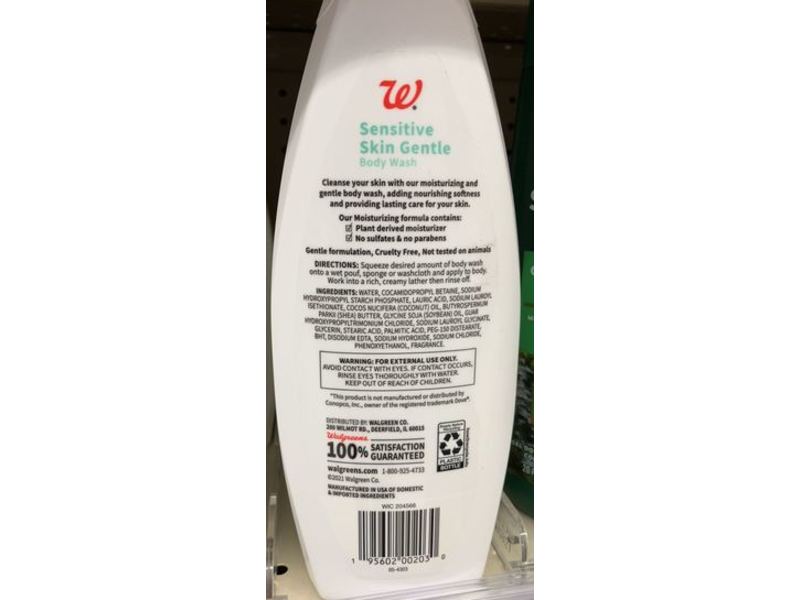 W
Sensitive
Skin Gentle
Body Wash
Cleanse your skin with our moisturizing and
gentle body wash, adding nourishing softness
and providing lasting care for your skin.
Our Moisturizing formula contains:
☑ Plant derived moisturizer
☑ No sulfates & no parabens
Gentle formulation, Cruelty Free, Not tested on animals
DIRECTIONS: Squeeze desired amount of body wash
onto a wet pouf, sponge or washcloth and apply to body.
Work into a rich, creamy lather then rinse off.
INGREDIENTS: WATER, COCAMIDOPROPYL BETAINE, SODIUM
HYDROXYPROPYL STARCH PHOSPHATE, LAURIC ACID, SODIUM LAUROYL
ISETHIONATE, COCOS NUCIFERA (COCONUT) OIL, BUTYROSPERMUM
PARKII (SHEA) BUTTER, GLYCINE SOJA (SOYBEAN) OIL, GUAR
HYDROXYPROPYLTRIMONIUM CHLORIDE, SODIUM LAUROYL GLYCINATE,
GLYCERIN, STEARIC ACID, PALMITIC ACID, PEG-150 DISTEARATE,
BHT, DISODIUM EDTA, SODIUM HYDROXIDE, SODIUM CHLORIDE,
PHENOXYETHANOL, FRAGRANCE.
WARNING: FOR EXTERNAL USE ONLY.
AVOID CONTACT WITH EYES. IF CONTACT OCCURS,
RINSE EYES THOROUGHLY WITH WATER.
KEEP OUT OF REACH OF CHILDREN.
*This product is not manufactured or distributed by
Conopco, Inc., owner of the registered trademark Dove®.
DISTRIBUTED BY: WALGREEN CO.
200 WILMOT RD., DEERFIELD, IL 60015
Walgreens
100% SATISFACTION
GUARANTEED
walgreens.com 1-800-925-4733
©2021 Walgreen Co.
MANUFACTURED IN USA OF DOMESTIC
& IMPORTED INGREDIENTS
PLASTIC
BOTTLE
WIC 204566
1 95602 00203 0